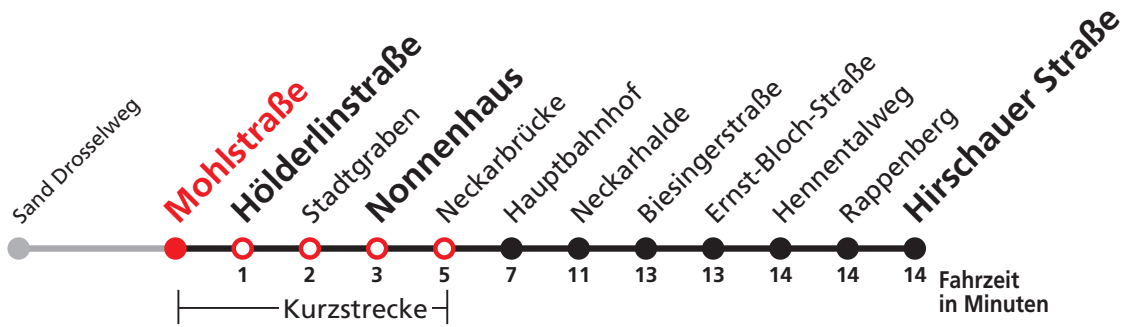 Sand Drosselweg
Mohlstraße
Hölderlinstraße
Stadtgraben
Nonnenhaus
Neckarbrücke
Hauptbahnhof
Neckarhalde
Biesingerstraße
Ernst-Bloch-Straße
Hennentalweg
Rappenberg
Hirschauer Straße
1 2 3 5 7 11 13 13 14 14 14 Fahrzeit
in Minuten
Kurzstrecke